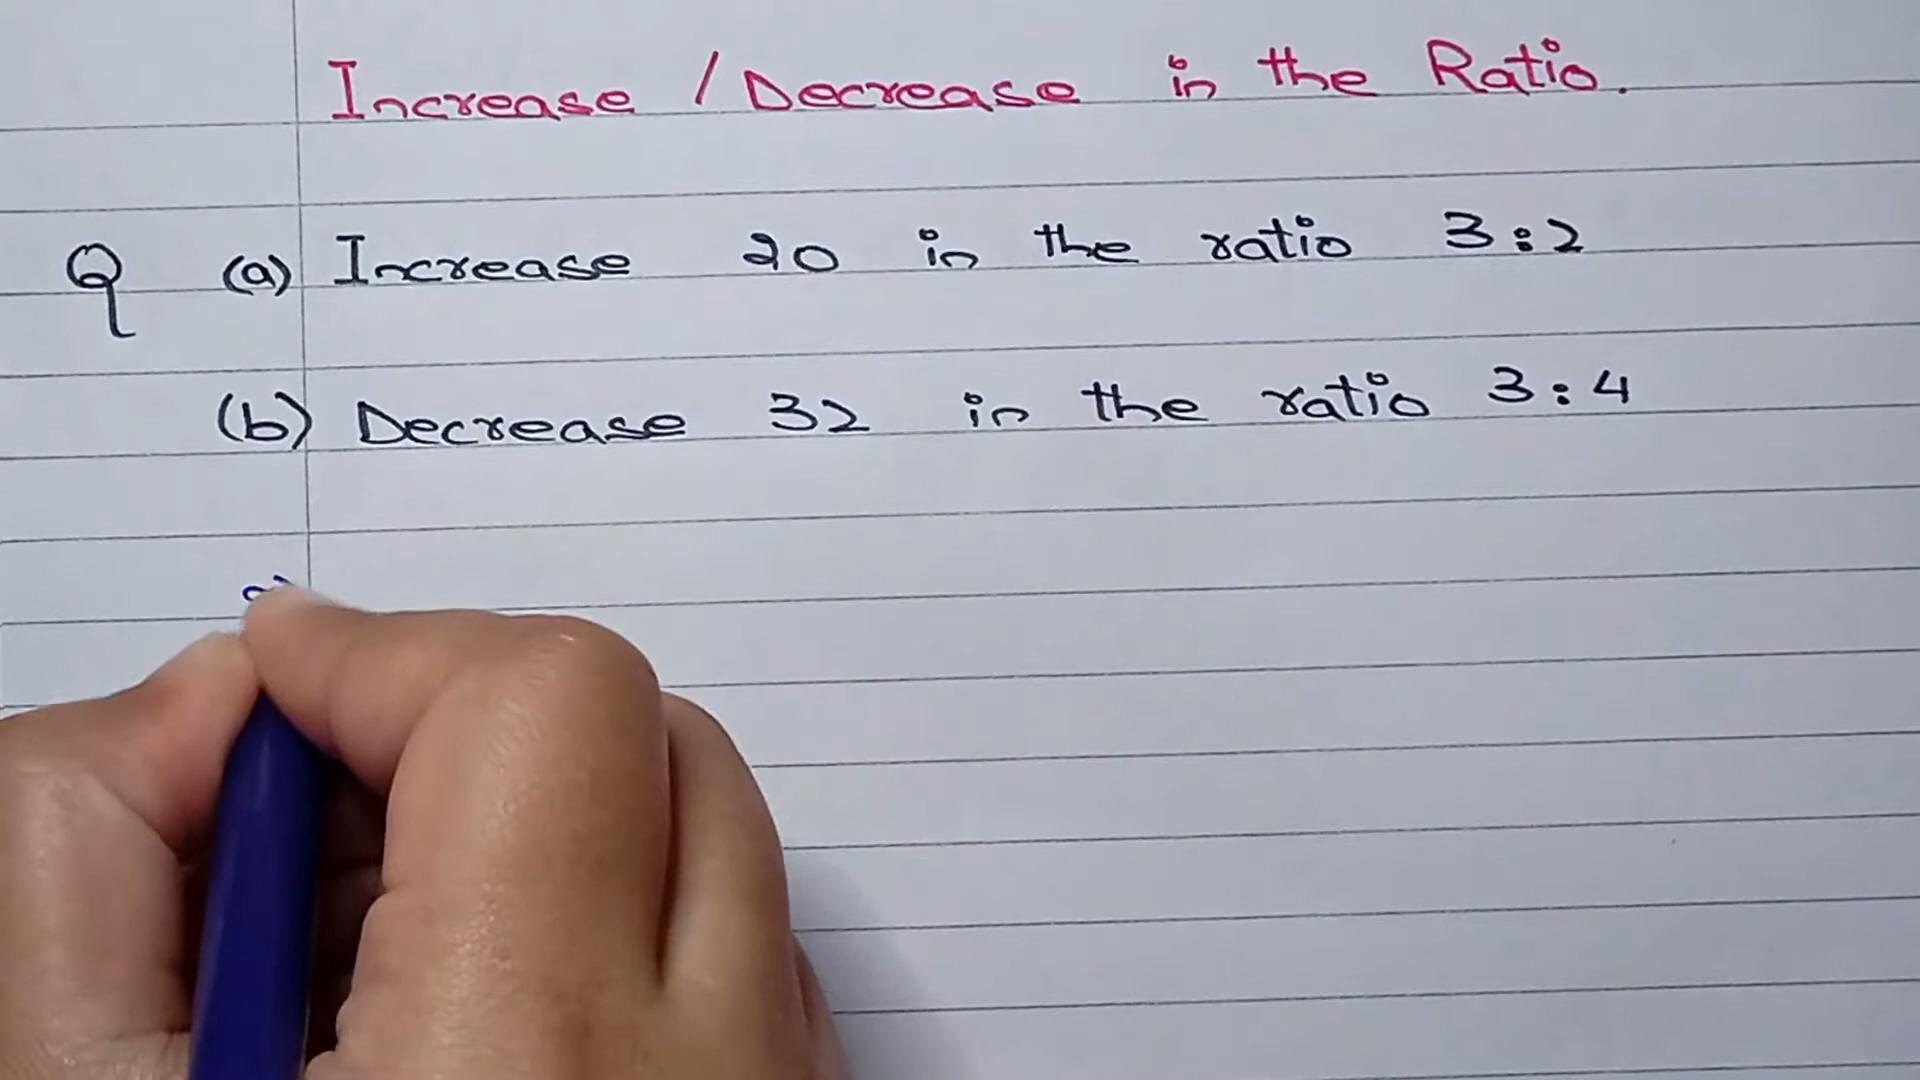 Increase / Decrease in the Ratio.
Q (a) Increase 20 in the ratio 3:2
(b) Decrease 32 in the ratio 3:4
a)